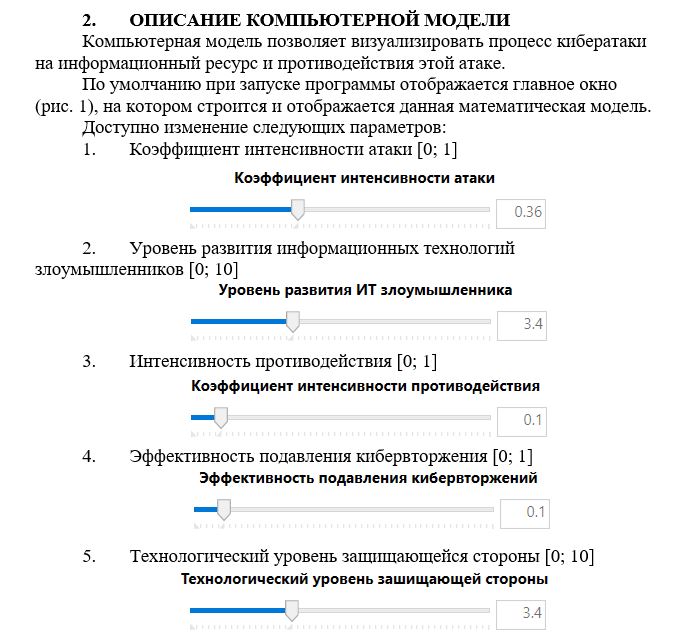 2. ОПИСАНИЕ КОМПЬЮТЕРНОЙ МОДЕЛИ
Компьютерная модель позволяет визуализировать процесс кибератаки
на информационный ресурс и противодействия этой атаке.
По умолчанию при запуске программы отображается главное окно
(рис. 1), на котором строится и отображается данная математическая модель.
Доступно изменение следующих параметров:
1. Коэффициент интенсивности атаки [0; 1]
Коэффициент интенсивности атаки
0.36
2. Уровень развития информационных технологий
злоумышленников [0; 10]
Уровень развития ИТ злоумышленника
3.4
3. Интенсивность противодействия [0; 1]
Коэффициент интенсивности противодействия
0.1
4. Эффективность подавления кибервторжения [0; 1]
Эффективность подавления кибервторжений
0.1
5. Технологический уровень защищающейся стороны [0; 10]
Технологический уровень зашищающей стороны
3.4